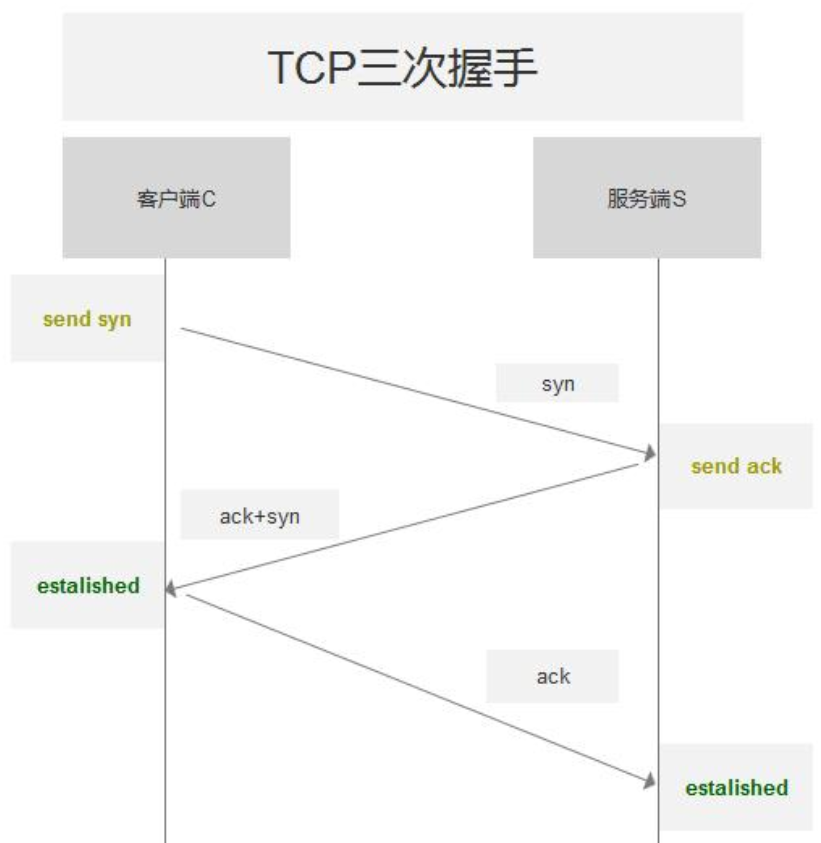 TCP三次握手
客户端C
服务端S
send syn
syn
send ack
ack+syn
estalished
ack
estalished